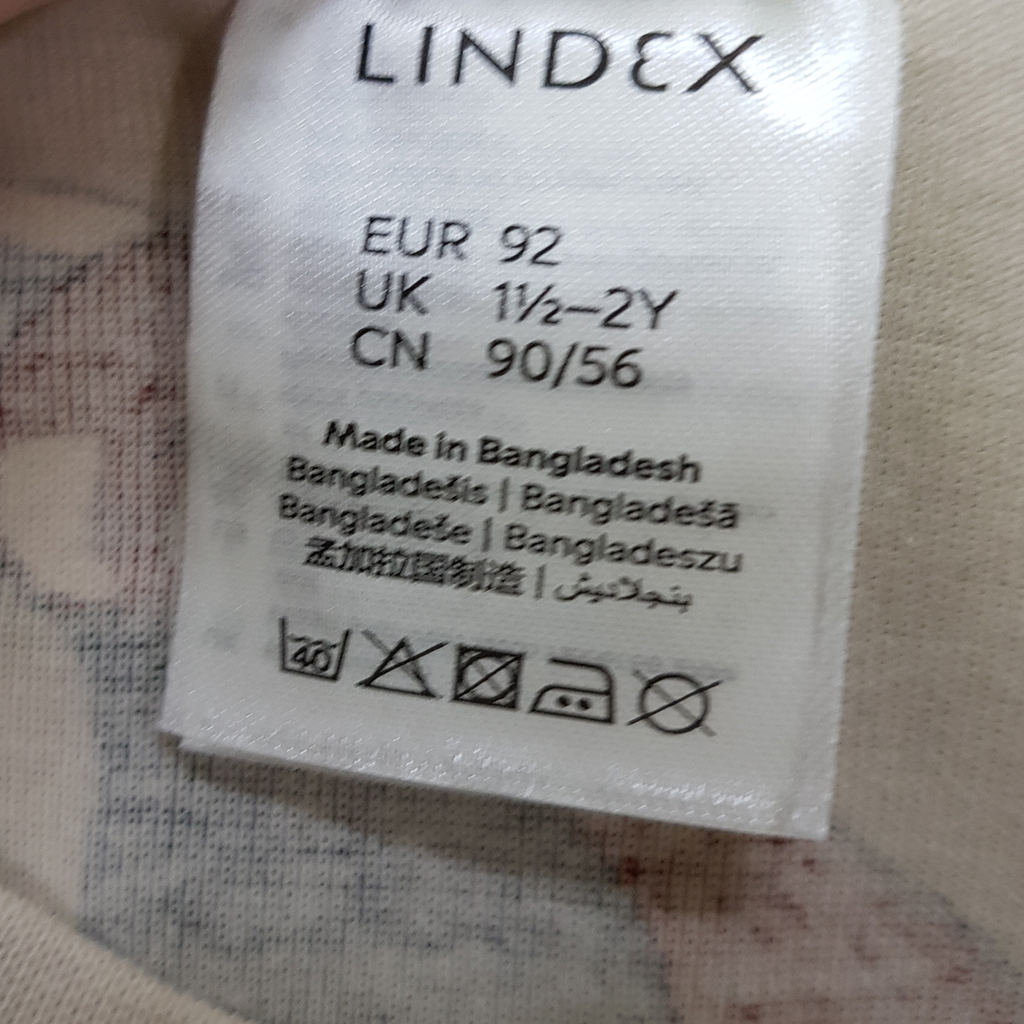 LINDEX
EUR 92
UK 1½–2Y
CN 90/56
Made in Bangladesh
Bangladešis | Bangladešā
Bangladeše | Bangladeszu
孟加拉国制造 | بنجلاديش
40